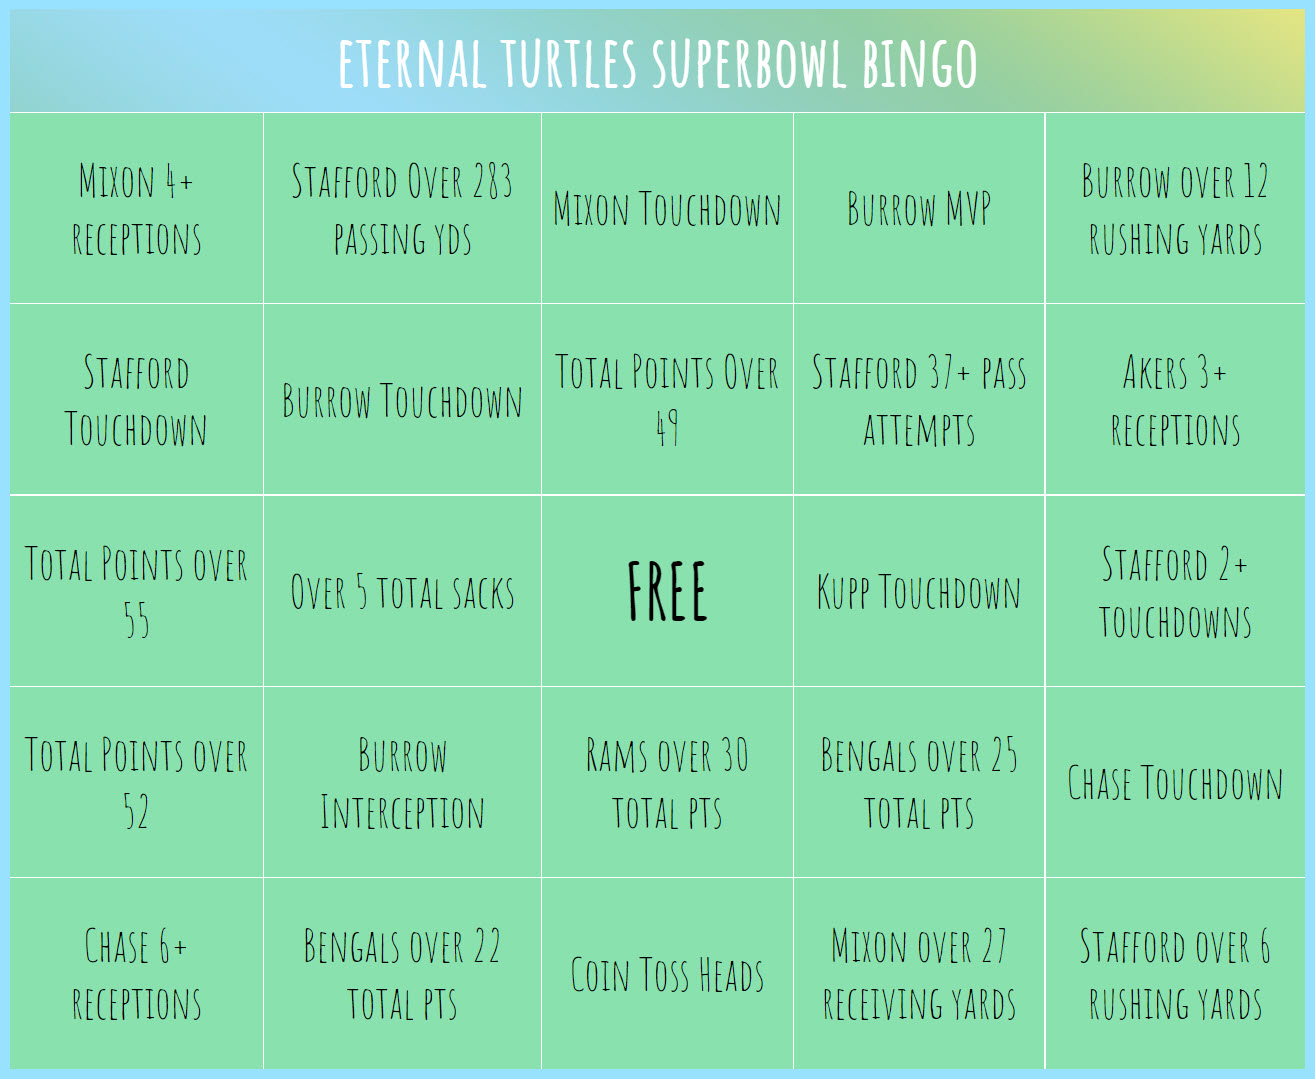 ETERNAL TURTLES SUPERBOWL BINGO
Mixon 4+
receptions
Stafford Over 283
passing yds
Mixon Touchdown
Burrow MVP
Burrow over 12
rushing yards
Stafford
Touchdown
Burrow Touchdown
Total Points Over
49
Stafford 37+ pass
attempts
Akers 3+
receptions
Total Points over
55
Over 5 total sacks
FREE
Kupp Touchdown
Stafford 2+
touchdowns
Total Points over
52
Burrow
Interception
Rams over 30
total pts
Bengals over 25
total pts
Chase Touchdown
Chase 6+
receptions
Bengals over 22
total pts
Coin Toss Heads
Mixon over 27
receiving yards
Stafford over 6
rushing yards